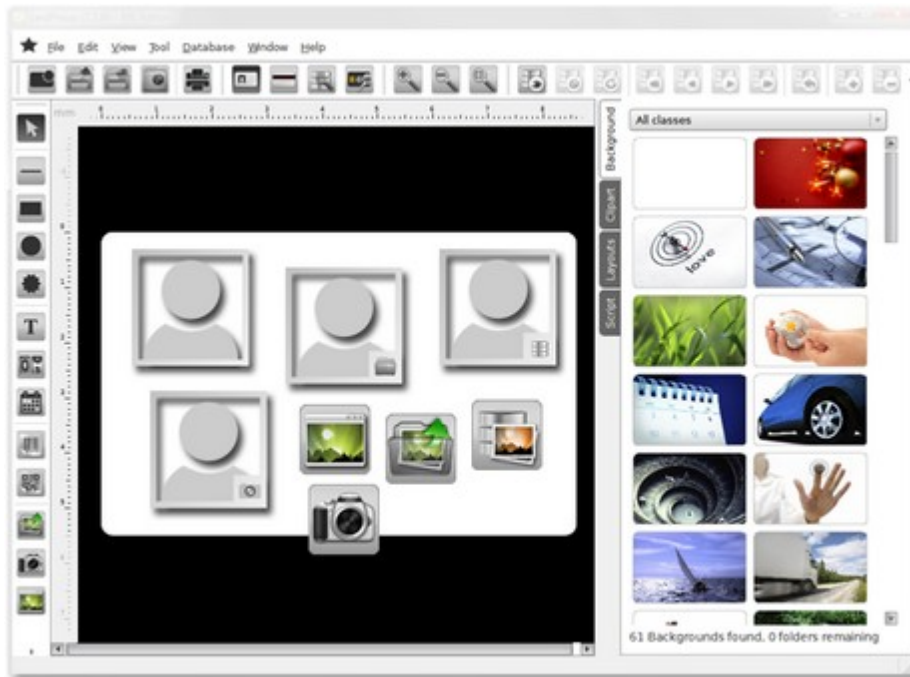 File Edit View Tool Database Window Help
mm
All classes
Background
Clipart
Layouts
Script
love
T
61 Backgrounds found, 0 folders remaining